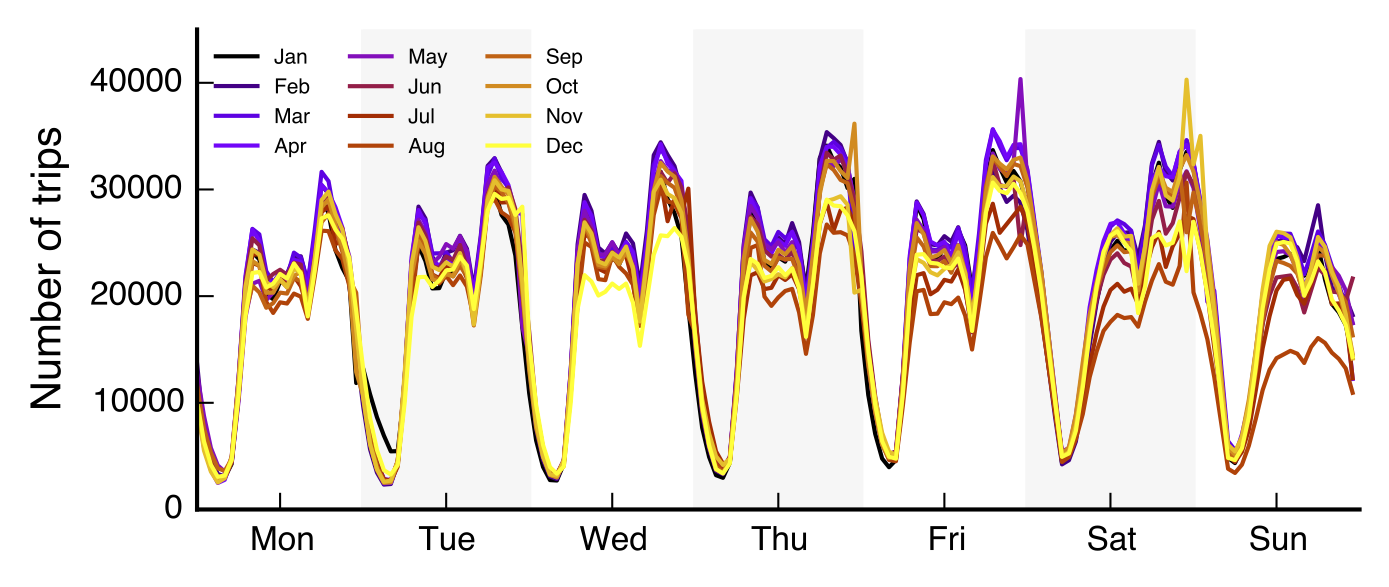 Number of trips
40000
30000
20000
10000
0
Jan
Feb
Mar
Apr
May
Jun
Jul
Aug
Sep
Oct
Nov
Dec
Mon Tue Wed Thu Fri Sat Sun